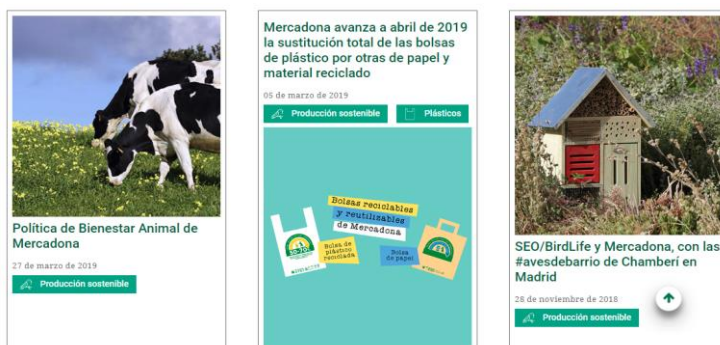 Política de Bienestar Animal de
Mercadona
27 de marzo de 2019
Producción sostenible
Mercadona avanza a abril de 2019
la sustitución total de las bolsas
de plástico por otras de papel y
material reciclado
05 de marzo de 2019
Producción sostenible
Plásticos
Bolsas reciclables
y reutilizables
de Mercadona
Bolsa de
plástico
reciclada
Bolsa
de papel
SEO/BirdLife y Mercadona, con las
#avesdebarrio de Chamberí en
Madrid
28 de noviembre de 2018
Producción sostenible